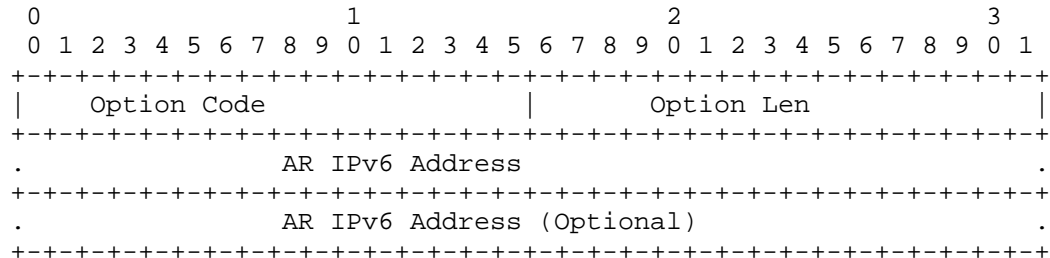 0                   1                   2                   3
 0 1 2 3 4 5 6 7 8 9 0 1 2 3 4 5 6 7 8 9 0 1 2 3 4 5 6 7 8 9 0 1
+-+-+-+-+-+-+-+-+-+-+-+-+-+-+-+-+-+-+-+-+-+-+-+-+-+-+-+-+-+-+-+-+
|    Option Code                |       Option Len              |
+-+-+-+-+-+-+-+-+-+-+-+-+-+-+-+-+-+-+-+-+-+-+-+-+-+-+-+-+-+-+-+-+
.                AR IPv6 Address                                .
+-+-+-+-+-+-+-+-+-+-+-+-+-+-+-+-+-+-+-+-+-+-+-+-+-+-+-+-+-+-+-+-+
.                AR IPv6 Address (Optional)                     .
+-+-+-+-+-+-+-+-+-+-+-+-+-+-+-+-+-+-+-+-+-+-+-+-+-+-+-+-+-+-+-+-+